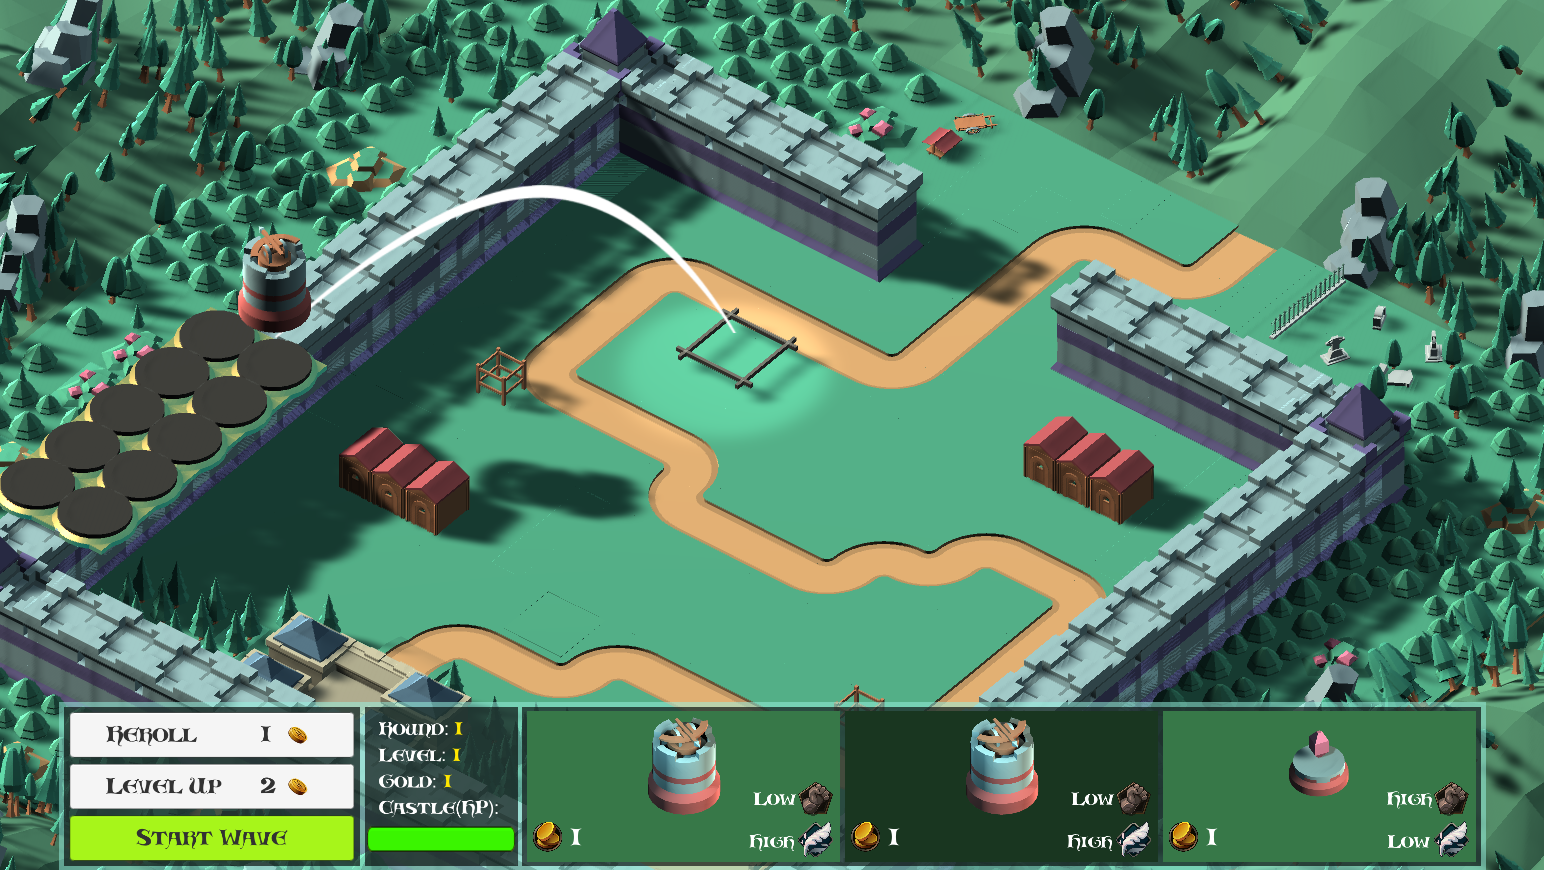 Reroll 1
Level Up 2
Start Wave
Round: 1
Level: 1
Gold: 1
Castle(HP):
Low
1 High
Low
1 High
High
1 Low